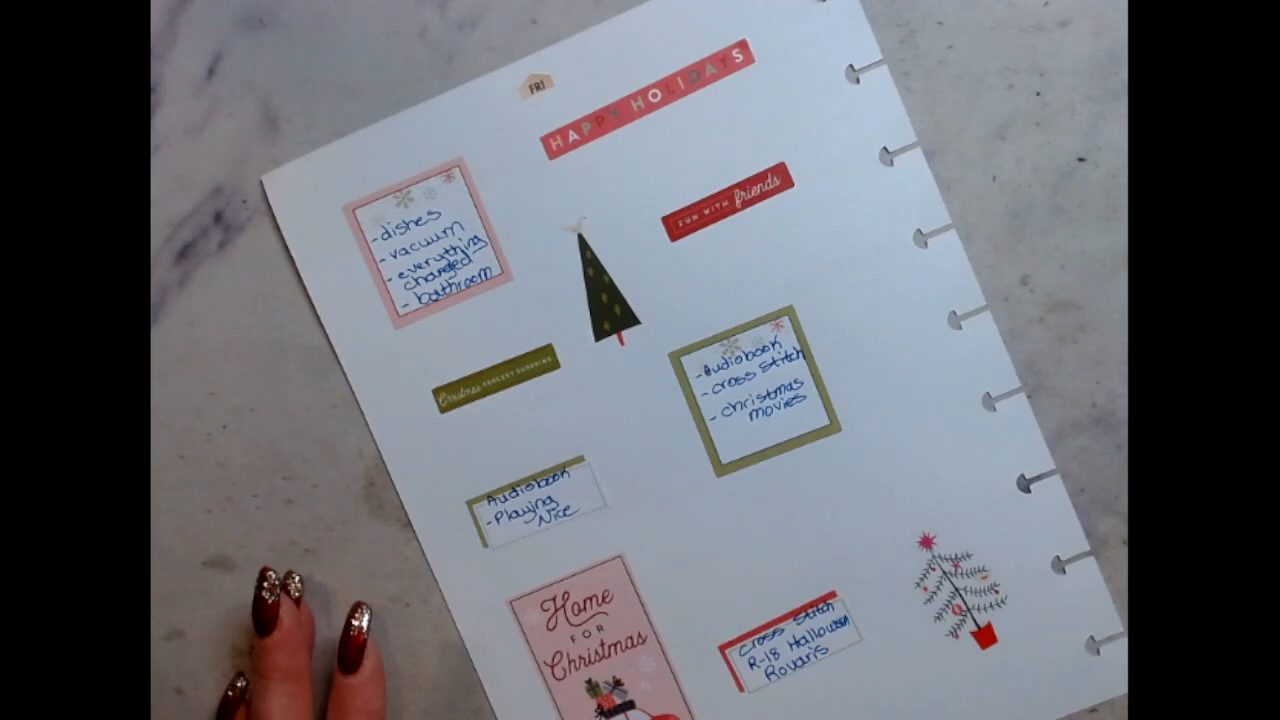 FRI
HAPPY HOLIDAYS
FUN WITH friends
- dishes
- vacuum
- everything
changed
- bathroom
Christmas GROCERY SHOPPING
- Audiobook
- cross stitch
- christmas
movies
Audiobook
- Playing
Nice
Home
FOR
Christmas
Cross Stitch
R-18 Halloween
Rovaris